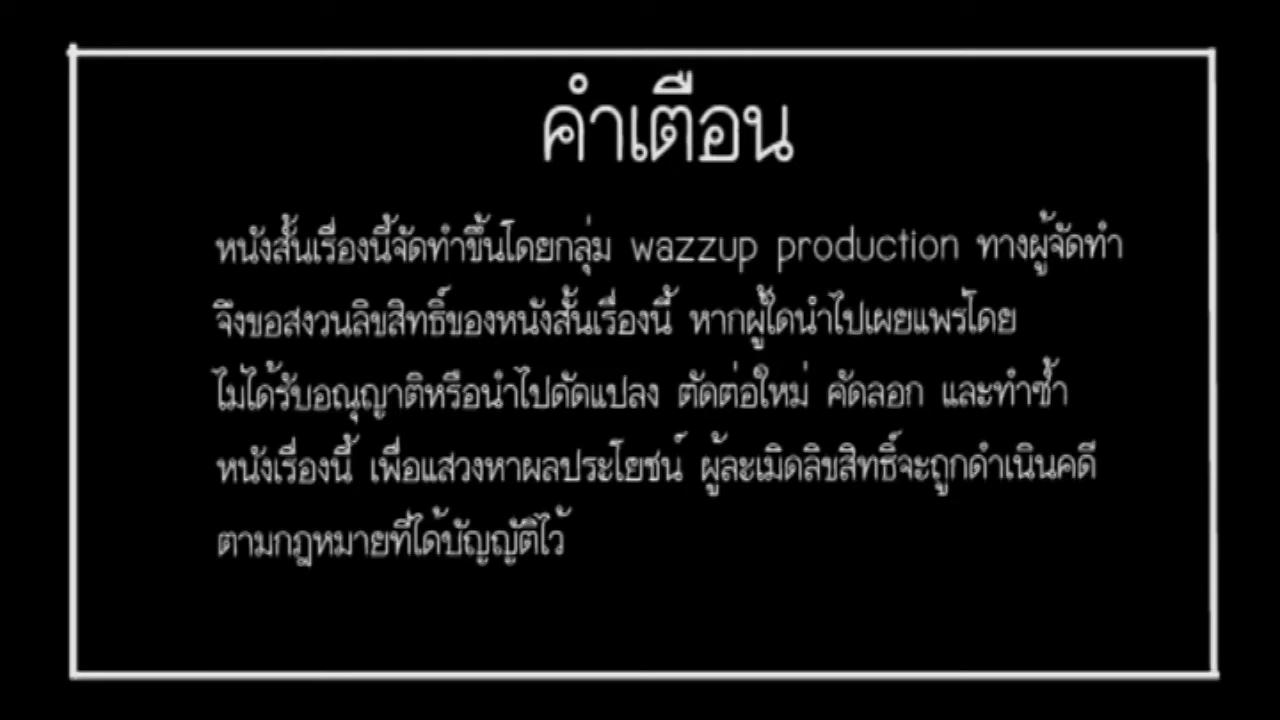 คำเตือน
หนังสั้นเรื่องนี้จัดทำขึ้นโดยกลุ่ม wazzup production ทางผู้จัดทำ
จึงขอสงวนลิขสิทธิ์ของหนังสั้นเรื่องนี้ หากผู้ใดนำไปเผยแพร่โดย
ไม่ได้รับอณุญาติหรือนำไปดัดแปลง ตัดต่อใหม่ คัดลอก และทำซ้ำ
หนังเรื่องนี้ เพื่อแสวงหาผลประโยชน์ ผู้ละเมิดลิขสิทธิ์จะถูกดำเนินคดี
ตามกฎหมายที่ได้บัญญัติไว้